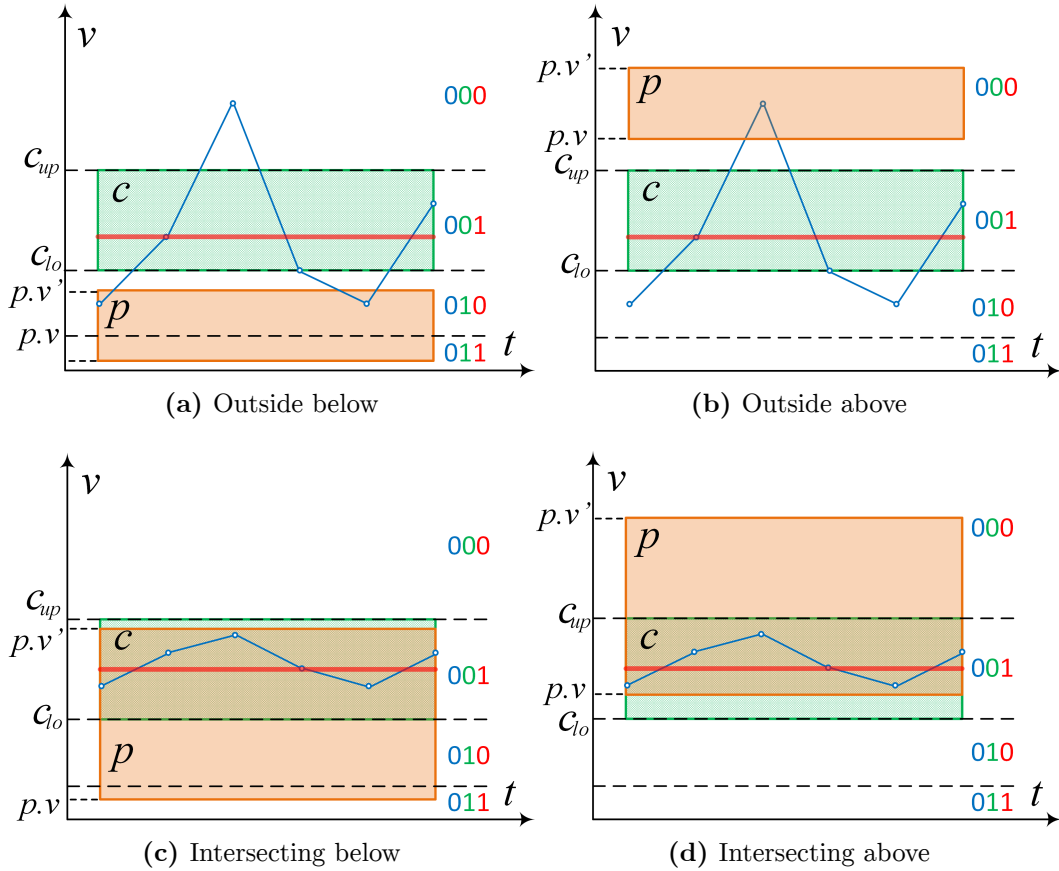 v
000
c_up
c
001
c_lo
p.v'
p
010
p.v
011
t
(a) Outside below
v
p.v'
p
000
p.v
c_up
c
001
c_lo
010
011
t
(b) Outside above
v
000
c_up
p.v'
c
001
c_lo
p
010
p.v
011
t
(c) Intersecting below
v
p.v'
p
000
c_up
c
001
p.v
c_lo
010
011
t
(d) Intersecting above